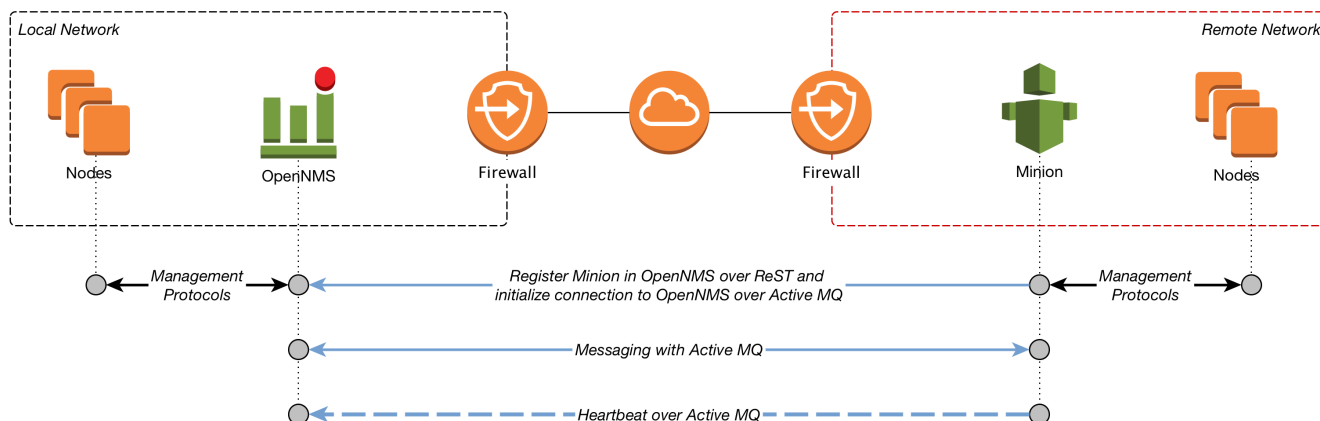 Local Network
Remote Network
Nodes
OpenNMS
Firewall
Firewall
Minion
Nodes
Management
Protocols
Register Minion in OpenNMS over ReST and
initialize connection to OpenNMS over Active MQ
Management
Protocols
Messaging with Active MQ
Heartbeat over Active MQ